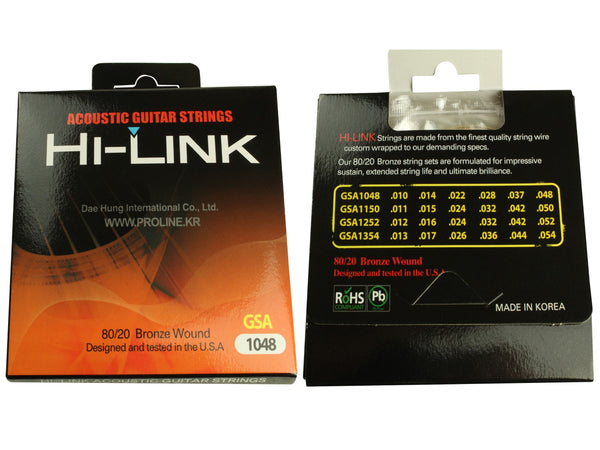 ACOUSTIC GUITAR STRINGS
HI-LINK
Dae Hung International Co., Ltd.
WWW.PROLINE.KR
GSA
80/20 Bronze Wound
1048
Designed and tested in the U.S.A
HI-LINK ACOUSTIC GUITAR STRINGS
HI-LINK Strings are made from the finest quality string wire
custom wrapped to our demanding specs.
Our 80/20 Bronze string sets are formulated for impressive
sustain, extended string life and ultimate brilliance.
GSA1048 .010 .014 .022 .028 .037 .048
GSA1150 .011 .015 .024 .032 .042 .050
GSA1252 .012 .016 .024 .032 .042 .052
GSA1354 .013 .017 .026 .036 .044 .054
80/20 Bronze Wound
Designed and tested in the U.S.A
RoHS
COMPLIANT
Pb
MADE IN KOREA